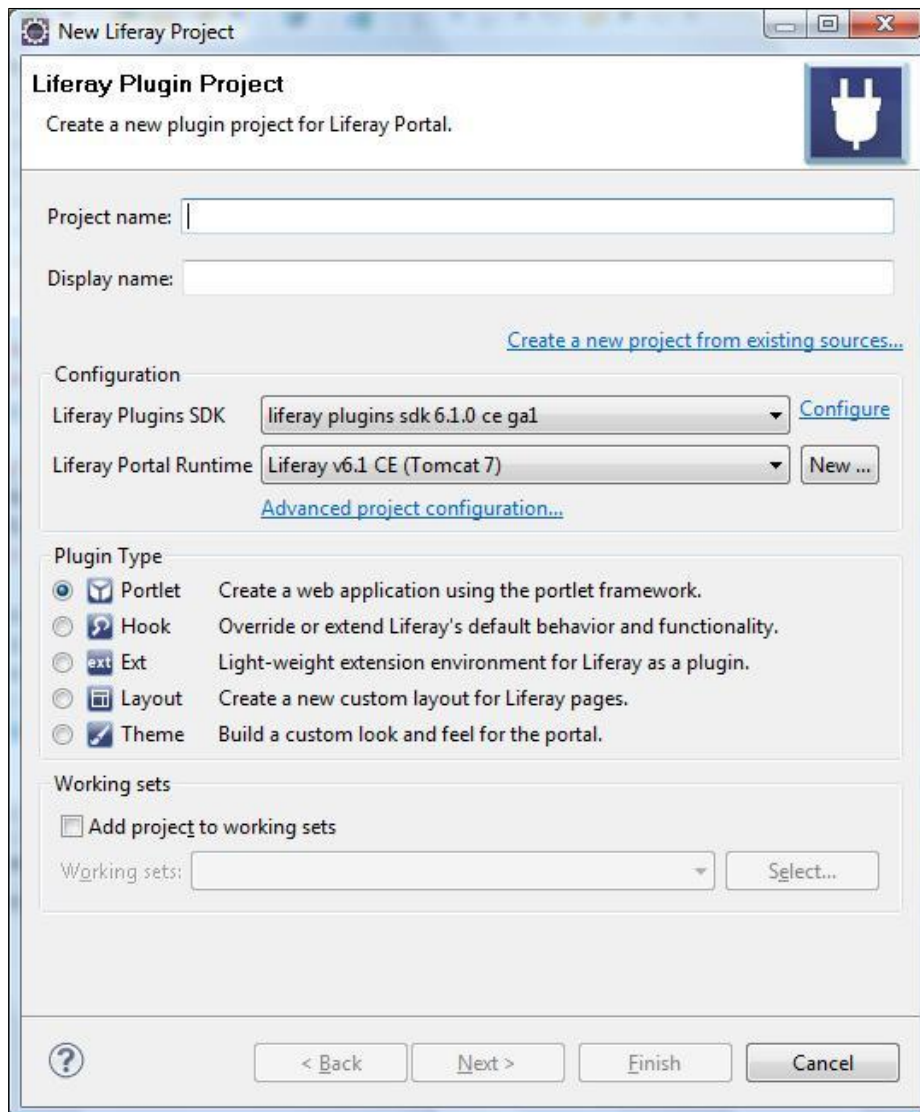 New Liferay Project
Liferay Plugin Project
Create a new plugin project for Liferay Portal.
Project name:
Display name:
Create a new project from existing sources...
Configuration
Liferay Plugins SDK liferay plugins sdk 6.1.0 ce ga1 Configure
Liferay Portal Runtime Liferay v6.1 CE (Tomcat 7) New ...
Advanced project configuration...
Plugin Type
Portlet Create a web application using the portlet framework.
Hook Override or extend Liferay's default behavior and functionality.
ext Ext Light-weight extension environment for Liferay as a plugin.
Layout Create a new custom layout for Liferay pages.
Theme Build a custom look and feel for the portal.
Working sets
Add project to working sets
Working sets: Select...
? < Back Next > Finish Cancel